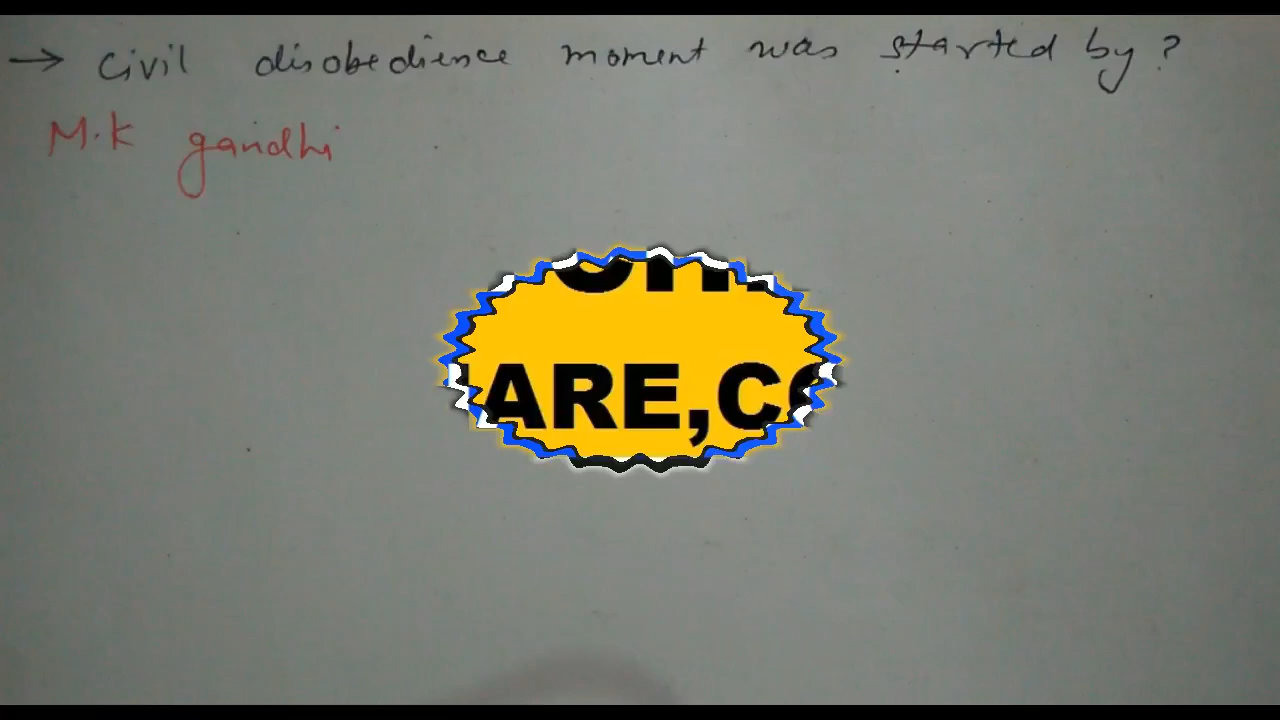 → civil disobedience moment was started by?
M.K gandhi
ARE,C